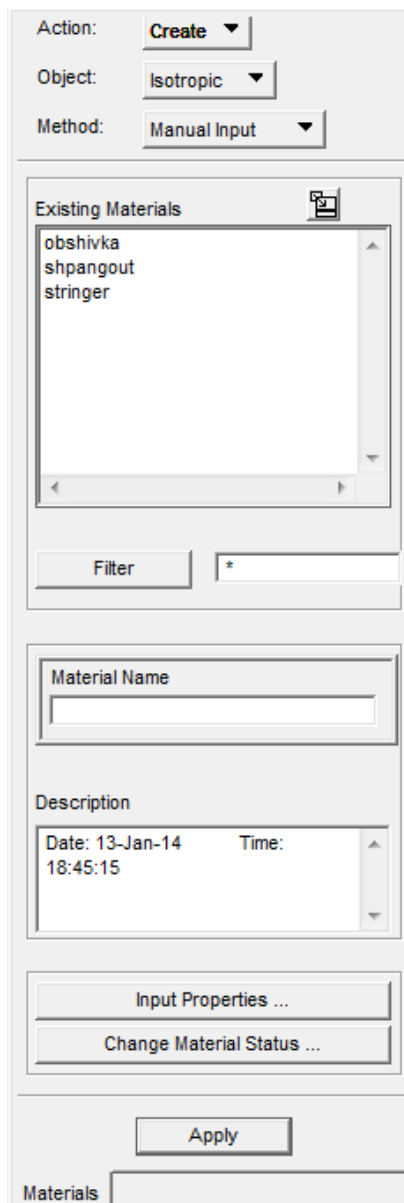 Action: Create
Object: Isotropic
Method: Manual Input
Existing Materials
obshivka
shpangout
stringer
Filter *
Material Name
Description
Date: 13-Jan-14 Time:
18:45:15
Input Properties ...
Change Material Status ...
Apply
Materials